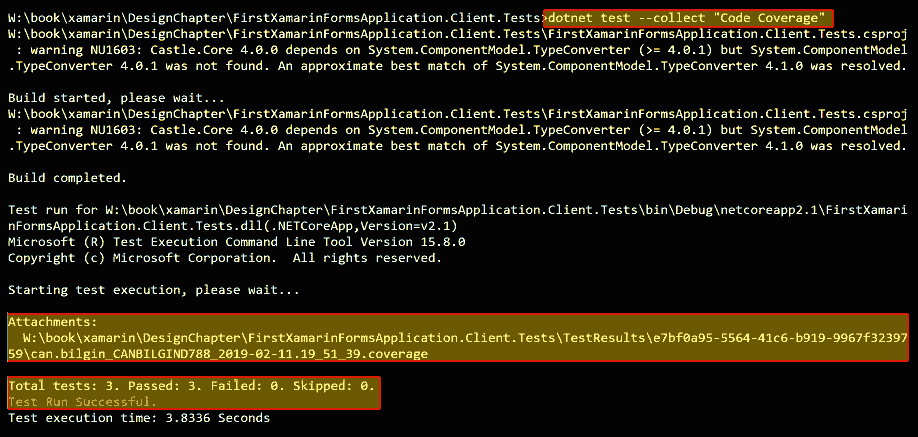 W:\book\xamarin\DesignChapter\FirstXamarinFormsApplication.Client.Tests>dotnet test --collect "Code Coverage"
W:\book\xamarin\DesignChapter\FirstXamarinFormsApplication.Client.Tests\FirstXamarinFormsApplication.Client.Tests.csproj
 : warning NU1603: Castle.Core 4.0.0 depends on System.ComponentModel.TypeConverter (>= 4.0.1) but System.ComponentModel
.TypeConverter 4.0.1 was not found. An approximate best match of System.ComponentModel.TypeConverter 4.1.0 was resolved.
Build started, please wait...
W:\book\xamarin\DesignChapter\FirstXamarinFormsApplication.Client.Tests\FirstXamarinFormsApplication.Client.Tests.csproj
 : warning NU1603: Castle.Core 4.0.0 depends on System.ComponentModel.TypeConverter (>= 4.0.1) but System.ComponentModel
.TypeConverter 4.0.1 was not found. An approximate best match of System.ComponentModel.TypeConverter 4.1.0 was resolved.
Build completed.
Test run for W:\book\xamarin\DesignChapter\FirstXamarinFormsApplication.Client.Tests\bin\Debug\netcoreapp2.1\FirstXamari
nFormsApplication.Client.Tests.dll(.NETCoreApp,Version=v2.1)
Microsoft (R) Test Execution Command Line Tool Version 15.8.0
Copyright (c) Microsoft Corporation.  All rights reserved.
Starting test execution, please wait...
Attachments:
  W:\book\xamarin\DesignChapter\FirstXamarinFormsApplication.Client.Tests\TestResults\e7bf0a95-5564-41c6-b919-9967f32397
59\can.bilgin_CANBILGIND788_2019-02-11.19_51_39.coverage
Total tests: 3. Passed: 3. Failed: 0. Skipped: 0.
Test Run Successful.
Test execution time: 3.8336 Seconds